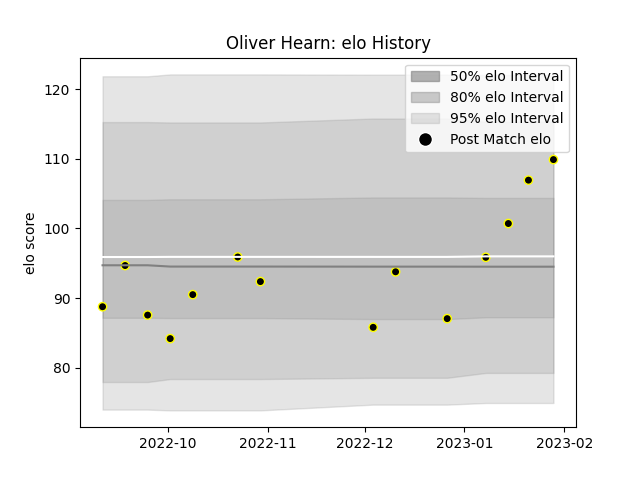 Oliver Hearn: elo History
50% elo Interval
80% elo Interval
95% elo Interval
Post Match elo
elo score
120
110
100
90
80
2022-10
2022-11
2022-12
2023-01
2023-02